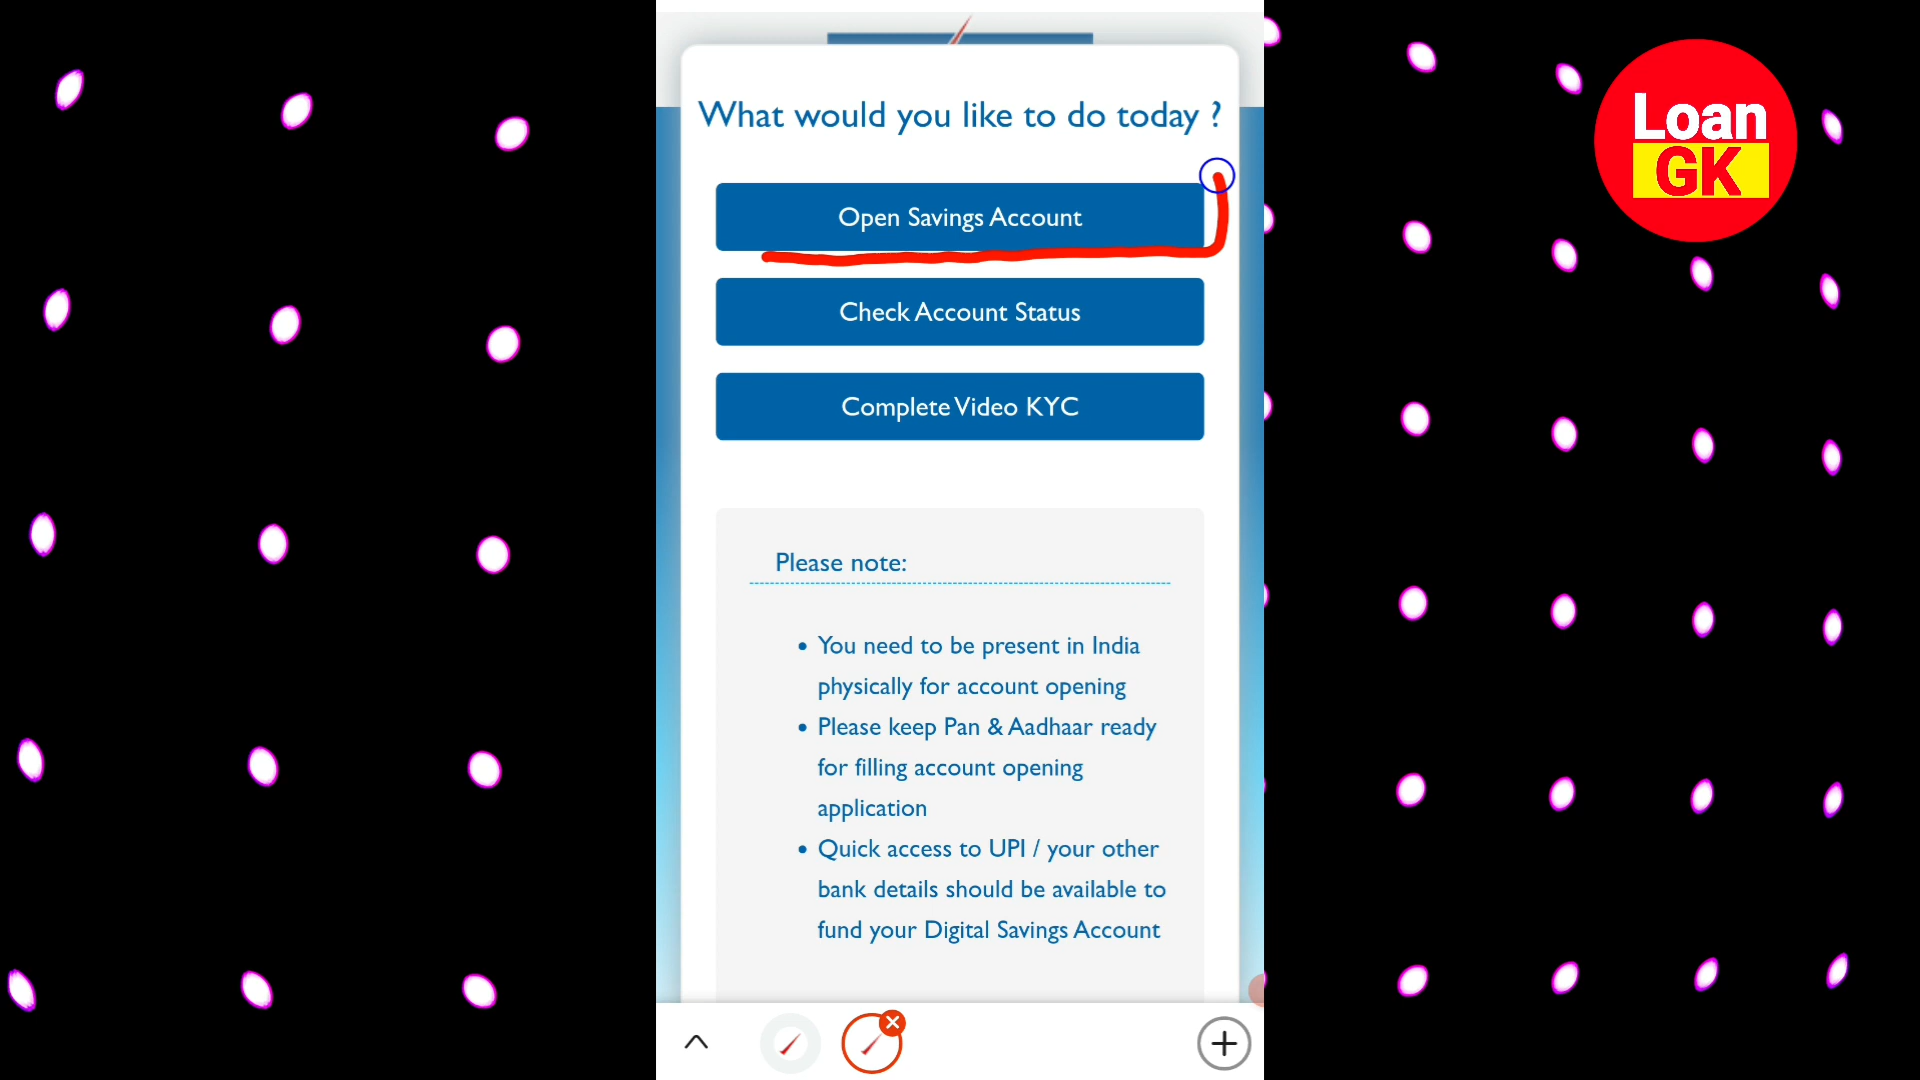 What would you like to do today ?
Open Savings Account
Check Account Status
Complete Video KYC
Please note:
• You need to be present in India
physically for account opening
• Please keep Pan & Aadhaar ready
for filling account opening
application
• Quick access to UPI / your other
bank details should be available to
fund your Digital Savings Account
Loan
GK